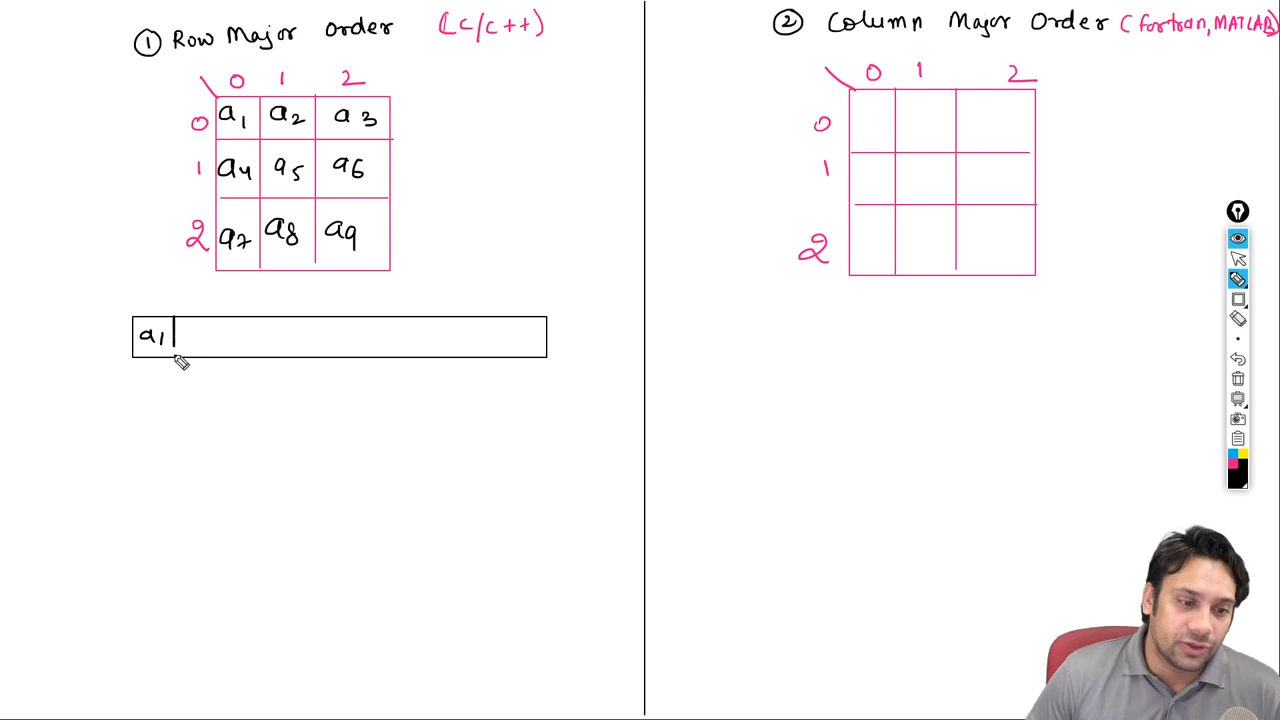 ① Row Major order (C/C++)
0 1 2
0 a1 a2 a3
1 a4 a5 a6
2 a7 a8 a9
a1
② Column Major Order (fortran, MATLAB)
0 1 2
0
1
2